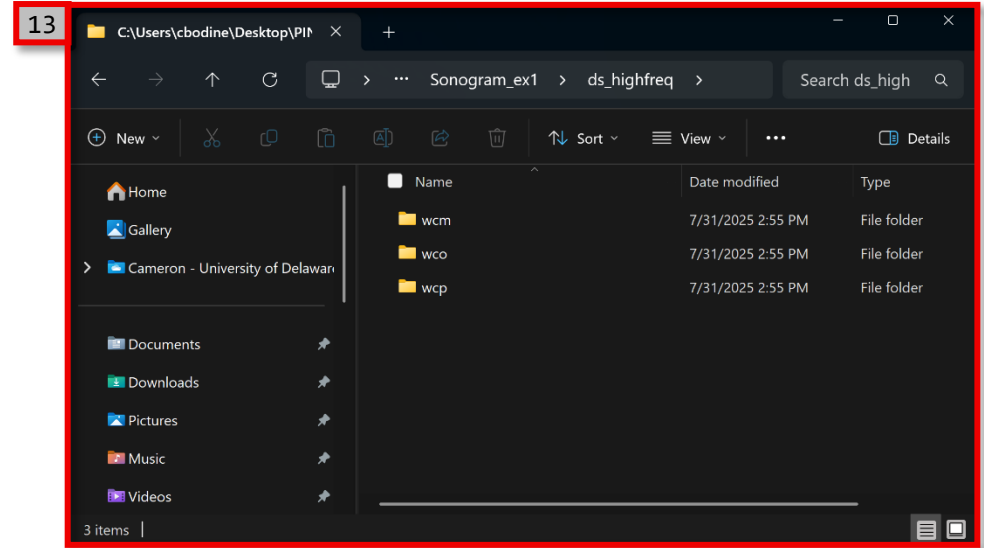 13
C:\Users\cbodine\Desktop\PIN
Sonogram_ex1 > ds_highfreq >
Search ds_high
New
Sort
View
Details
Name Date modified Type
Home
Gallery
Cameron - University of Delaware
wcm 7/31/2025 2:55 PM File folder
wco 7/31/2025 2:55 PM File folder
wcp 7/31/2025 2:55 PM File folder
Documents
Downloads
Pictures
Music
Videos
3 items